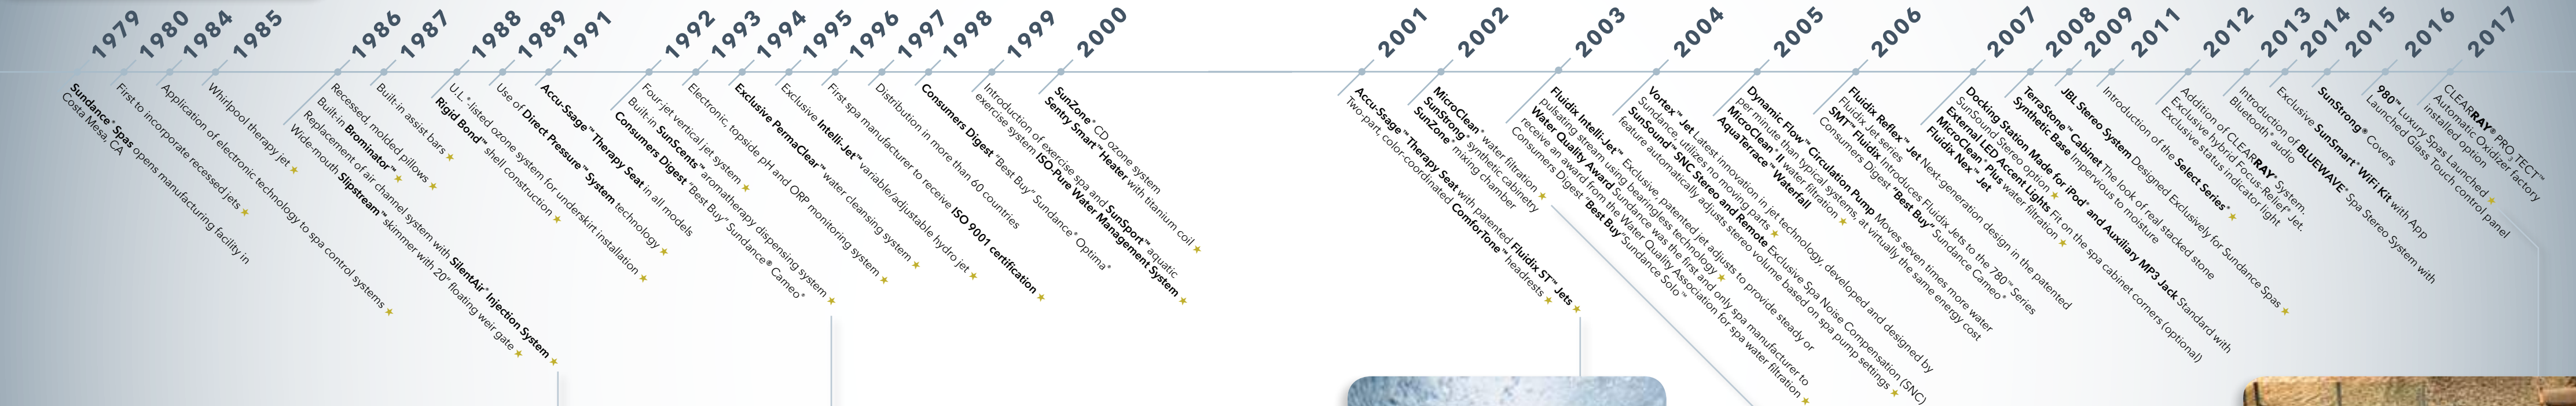 1979
Sundance® Spas opens manufacturing facility in
Costa Mesa, CA
1980
First to incorporate recessed jets
1984
Application of electronic technology to spa control systems
1985
Whirlpool therapy jet
1986
Recessed, molded pillows
Built-in Brominator™
Replacement of air channel system with SilentAir® Injection System
Wide-mouth Slipstream™ skimmer with 20" floating weir gate
1987
Built-in assist bars
1988
U.L.®-listed ozone system for underskirt installation
Rigid Bond™ shell construction
1989
Use of Direct Pressure™ System technology
1991
Accu-Ssage™ Therapy Seat in all models
1992
Four-jet vertical jet system
Built-in SunScents™ aromatherapy dispensing system
Consumers Digest "Best Buy" Sundance® Cameo®
1993
Electronic, topside pH and ORP monitoring system
1994
Exclusive PermaClear™ water cleansing system
1995
Exclusive Intelli-Jet™ variable/adjustable hydro jet
1996
First spa manufacturer to receive ISO 9001 certification
1997
Distribution in more than 60 countries
1998
Consumers Digest "Best Buy" Sundance® Optima®
1999
Introduction of exercise spa and SunSport™ aquatic
exercise system ISO-Pure Water Management System
2000
SunZone® CD ozone system
Sentry Smart™ Heater with titanium coil
2001
Accu-Ssage™ Therapy Seat with patented Fluidix ST™ Jets
Two-part, color-coordinated ComforTone™ headrests
2002
MicroClean® water filtration
SunStrong® synthetic cabinetry
SunZone® mixing chamber
2003
Fluidix Intelli-Jet™ Exclusive, patented jet adjusts to provide steady or
pulsating stream using bearingless technology
Water Quality Award Sundance was the first and only spa manufacturer to
receive an award from the Water Quality Association for spa water filtration
Consumers Digest "Best Buy" Sundance Solo™
2004
Vortex™ Jet Latest innovation in jet technology, developed and designed by
Sundance, utilizes no moving parts
SunSound™ SNC Stereo and Remote Exclusive Spa Noise Compensation (SNC)
feature automatically adjusts stereo volume based on spa pump settings
2005
Dynamic Flow™ Circulation Pump Moves seven times more water
per minute than typical systems, at virtually the same energy cost
MicroClean® II water filtration
AquaTerrace™ Waterfall
2006
Fluidix Reflex™ Jet Next-generation design in the patented
Fluidix Jet series
SMT™ Fluidix Introduces Fluidix Jets to the 780™ Series
Consumers Digest "Best Buy" Sundance Cameo®
2007
Docking Station Made for iPod® and Auxiliary MP3 Jack Standard with
SunSound Stereo option
External LED Accent Lights Fit on the spa cabinet corners (optional)
MicroClean® Plus water filtration
Fluidix Nex™ Jet
2008
TerraStone™ Cabinet The look of real, stacked stone
Synthetic Base Impervious to moisture
2009
JBL Stereo System Designed Exclusively for Sundance Spas
2011
Introduction of the Select Series®
2012
Addition of CLEARRAY® System.
Exclusive Hybrid Focus-Relief® Jet.
Exclusive status indicator light
2013
Introduction of BLUEWAVE® Spa Stereo System with
Bluetooth® audio
2014
Exclusive SunSmart® WiFi Kit with App
2015
SunStrong® Covers
2016
980™ Luxury Spas Launched
Launched Glass Touch control panel
2017
CLEARRAY® PRO₃TECT™
Automatic Oxidizer factory
installed option